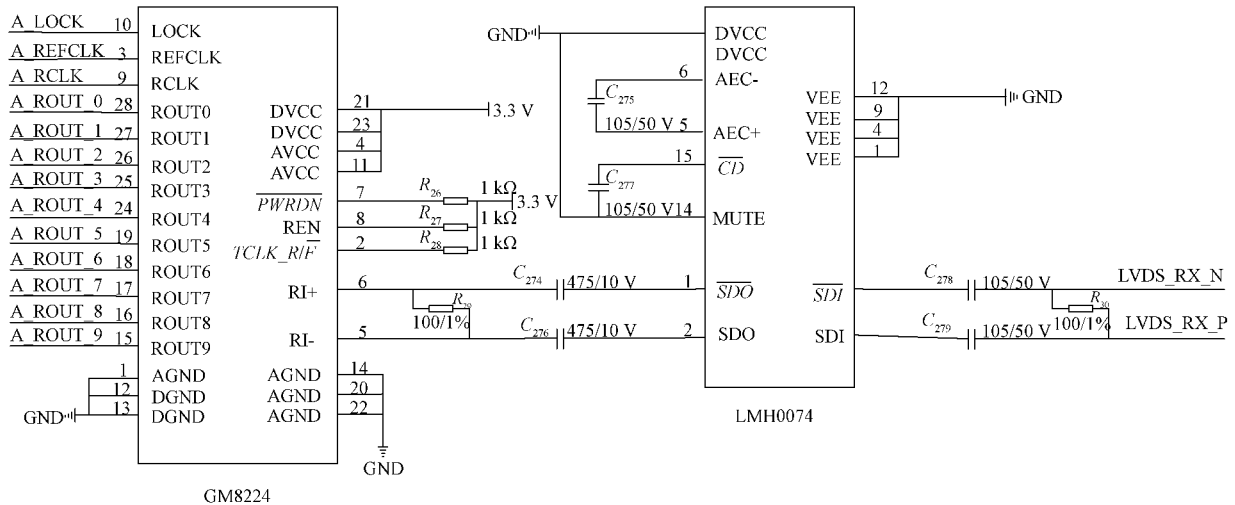 A_LOCK 10 LOCK
A_REFCLK 3 REFCLK
A_RCLK 9 RCLK
A_ROUT_0 28 ROUT0
A_ROUT_1 27 ROUT1
A_ROUT_2 26 ROUT2
A_ROUT_3 25 ROUT3
A_ROUT_4 24 ROUT4
A_ROUT_5 19 ROUT5
A_ROUT_6 18 ROUT6
A_ROUT_7 17 ROUT7
A_ROUT_8 16 ROUT8
A_ROUT_9 15 ROUT9
1 AGND
12 DGND
GND 13 DGND
DVCC 21 3.3 V
DVCC 23
AVCC 4
AVCC 11
PWRDN 7 R26 1 kΩ 3.3 V
REN 8 R27 1 kΩ
TCLK_R/F 2 R28 1 kΩ
RI+ 6
R29
100/1%
RI- 5
AGND 14
AGND 20
AGND 22
GND
GM8224
C274 475/10 V
C276 475/10 V
GND DVCC
DVCC
6 AEC-
C275
105/50 V 5 AEC+
15 CD
C277
105/50 V 14 MUTE
1 SDO
2 SDO
VEE 12 GND
VEE 9
VEE 4
VEE 1
SDI C278 105/50 V LVDS_RX_N
R30
100/1%
SDI C279 105/50 V LVDS_RX_P
LMH0074